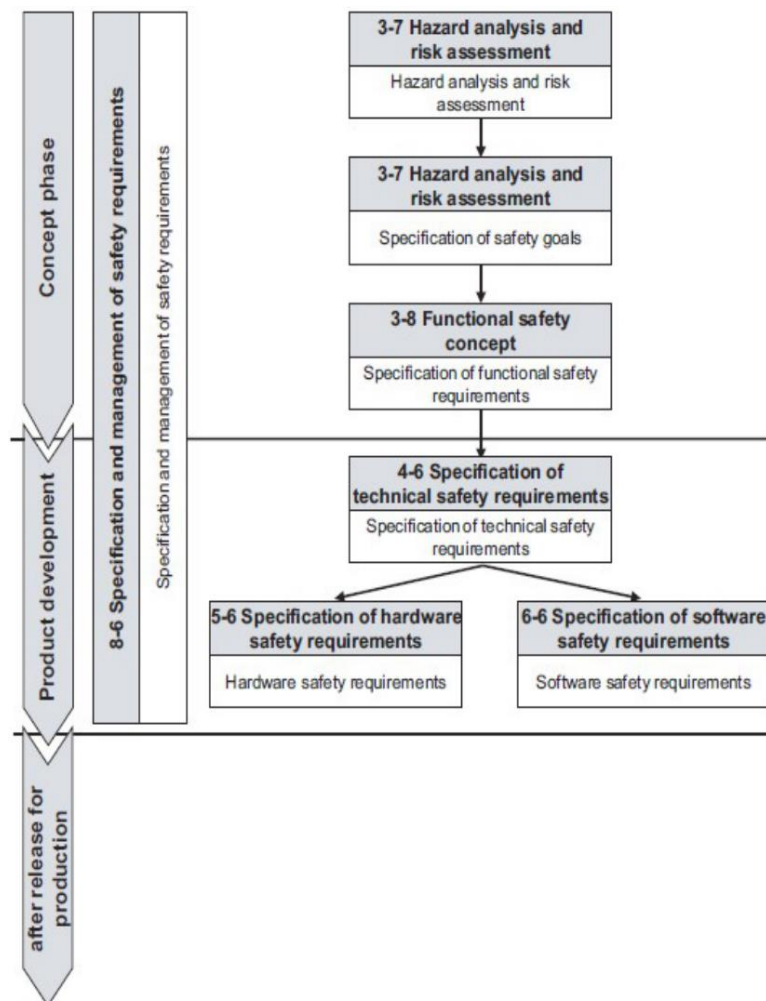 Concept phase
Product development
after release for
production
8-6 Specification and management of safety requirements
Specification and management of safety requirements
3-7 Hazard analysis and
risk assessment
Hazard analysis and risk
assessment
3-7 Hazard analysis and
risk assessment
Specification of safety goals
3-8 Functional safety
concept
Specification of functional safety
requirements
4-6 Specification of
technical safety requirements
Specification of technical safety
requirements
5-6 Specification of hardware
safety requirements
Hardware safety requirements
6-6 Specification of software
safety requirements
Software safety requirements